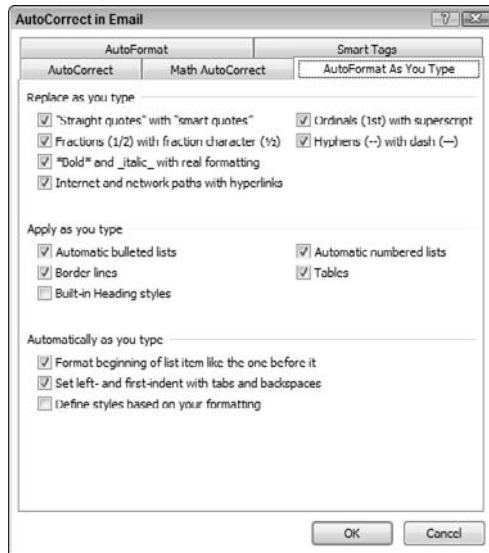 AutoCorrect in Email
AutoFormat Smart Tags
AutoCorrect Math AutoCorrect AutoFormat As You Type
Replace as you type
"Straight quotes" with "smart quotes" Ordinals (1st) with superscript
Fractions (1/2) with fraction character (½) Hyphens (--) with dash (—)
*Bold* and _italic_ with real formatting
Internet and network paths with hyperlinks
Apply as you type
Automatic bulleted lists Automatic numbered lists
Border lines Tables
Built-in Heading styles
Automatically as you type
Format beginning of list item like the one before it
Set left- and first-indent with tabs and backspaces
Define styles based on your formatting
OK Cancel